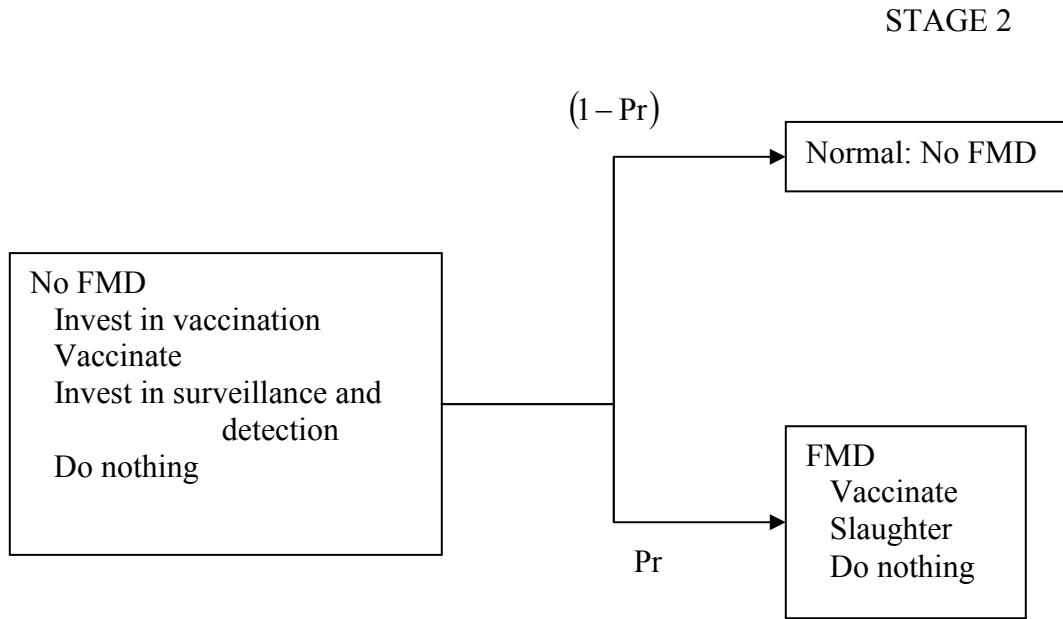 STAGE 2
(1 – Pr)
Normal: No FMD
No FMD
Invest in vaccination
Vaccinate
Invest in surveillance and
detection
Do nothing
FMD
Vaccinate
Slaughter
Do nothing
Pr